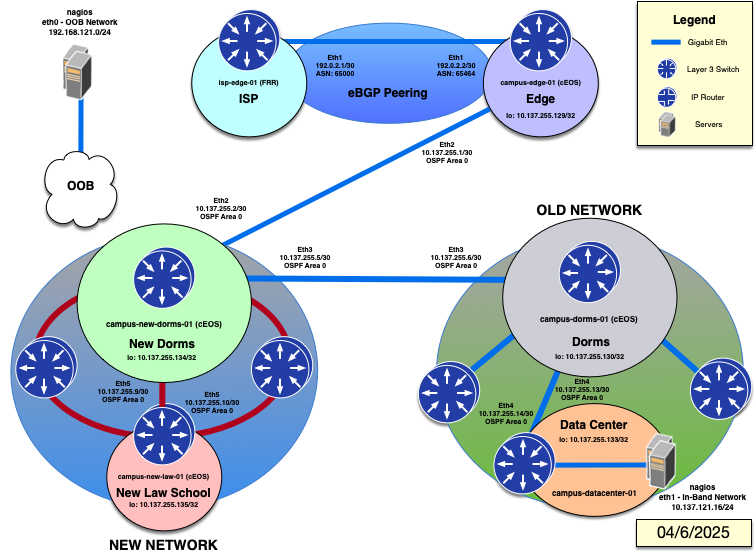 nagios
eth0 - OOB Network
192.168.121.0/24
OOB
isp-edge-01 (FRR)
ISP
Eth1
192.0.2.1/30
ASN: 65000
eBGP Peering
Eth1
192.0.2.2/30
ASN: 65464
campus-edge-01 (cEOS)
Edge
lo: 10.137.255.129/32
Legend
Gigabit Eth
Layer 3 Switch
IP Router
Servers
Eth2
10.137.255.1/30
OSPF Area 0
Eth2
10.137.255.2/30
OSPF Area 0
OLD NETWORK
Eth3
10.137.255.5/30
OSPF Area 0
Eth3
10.137.255.6/30
OSPF Area 0
campus-new-dorms-01 (cEOS)
New Dorms
lo: 10.137.255.134/32
campus-dorms-01 (cEOS)
Dorms
lo: 10.137.255.130/32
Eth5
10.137.255.9/30
OSPF Area 0
Eth5
10.137.255.10/30
OSPF Area 0
Eth4
10.137.255.13/30
OSPF Area 0
Eth4
10.137.255.14/30
OSPF Area 0
Data Center
lo: 10.137.255.133/32
campus-datacenter-01
campus-new-law-01 (cEOS)
New Law School
lo: 10.137.255.135/32
nagios
eth1 - In-Band Network
10.137.121.16/24
NEW NETWORK
04/6/2025